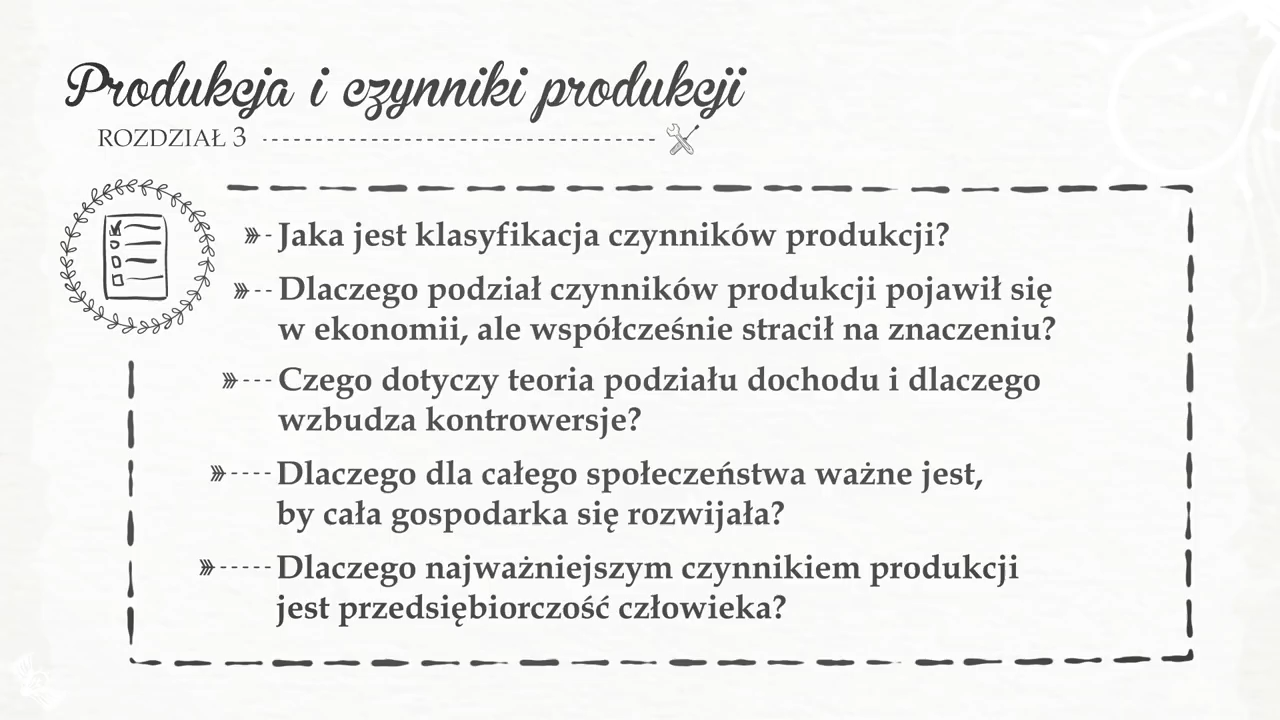 Produkcja i czynniki produkcji
ROZDZIAŁ 3
Jaka jest klasyfikacja czynników produkcji?
Dlaczego podział czynników produkcji pojawił się
w ekonomii, ale współcześnie stracił na znaczeniu?
Czego dotyczy teoria podziału dochodu i dlaczego
wzbudza kontrowersje?
Dlaczego dla całego społeczeństwa ważne jest,
by cała gospodarka się rozwijała?
Dlaczego najważniejszym czynnikiem produkcji
jest przedsiębiorczość człowieka?